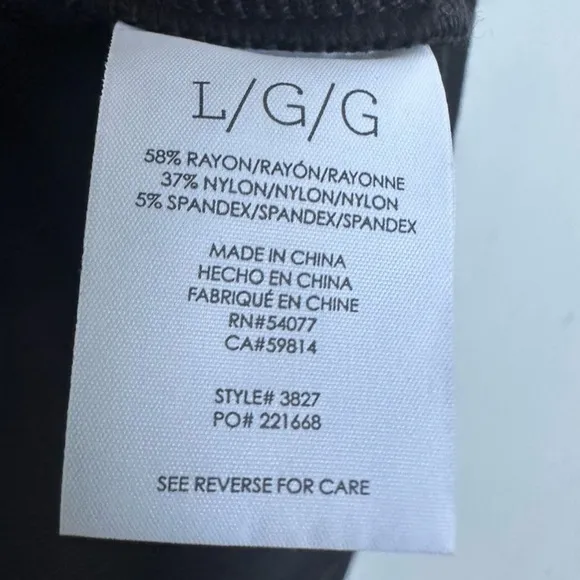 L/G/G
58% RAYON/RAYÓN/RAYONNE
37% NYLON/NYLON/NYLON
5% SPANDEX/SPANDEX/SPANDEX
MADE IN CHINA
HECHO EN CHINA
FABRIQUÉ EN CHINE
RN#54077
CA#59814
STYLE# 3827
PO# 221668
SEE REVERSE FOR CARE